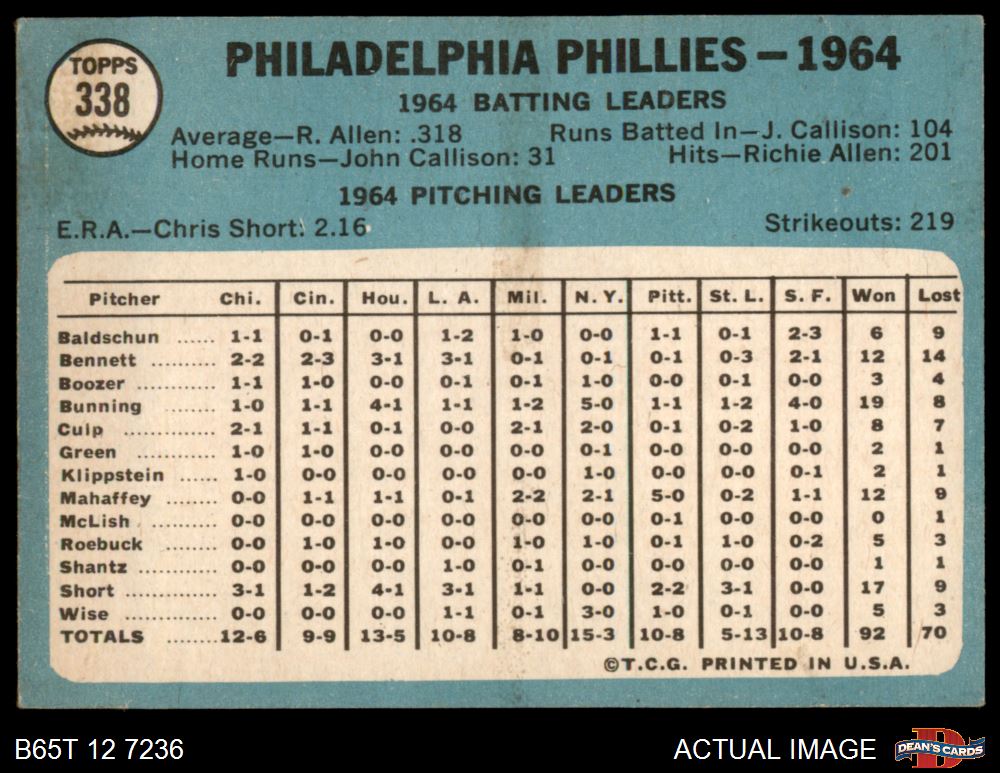 TOPPS
338
PHILADELPHIA PHILLIES—1964
1964 BATTING LEADERS
Average—R. Allen: .318 Runs Batted In—J. Callison: 104
Home Runs—John Callison: 31 Hits—Richie Allen: 201
1964 PITCHING LEADERS
E.R.A.—Chris Short: 2.16 Strikeouts: 219
Pitcher Chi. Cin. Hou. L. A. Mil. N. Y. Pitt. St. L. S. F. Won Lost
Baldschun ...... 1-1 0-1 0-0 1-2 1-0 0-0 1-1 0-1 2-3 6 9
Bennett .......... 2-2 2-3 3-1 3-1 0-1 0-1 0-1 0-3 2-1 12 14
Boozer ............ 1-1 1-0 0-0 0-1 0-1 1-0 0-0 0-1 0-0 3 4
Bunning ........ 1-0 1-1 4-1 1-1 1-2 5-0 1-1 1-2 4-0 19 8
Culp .............. 2-1 1-1 0-1 0-0 2-1 2-0 0-1 0-2 1-0 8 7
Green ............. 1-0 1-0 0-0 0-0 0-0 0-1 0-0 0-0 0-0 2 1
Klippstein ...... 1-0 0-0 0-0 0-0 0-0 1-0 0-0 0-0 0-1 2 1
Mahaffey ........ 0-0 1-1 1-1 0-1 2-2 2-1 5-0 0-2 1-1 12 9
McLish ........... 0-0 0-0 0-0 0-0 0-0 0-0 0-1 0-0 0-0 0 1
Roebuck ......... 0-0 1-0 1-0 0-0 1-0 1-0 0-1 1-0 0-2 5 3
Shantz ............ 0-0 0-0 0-0 1-0 0-1 0-0 0-0 0-0 0-0 1 1
Short .............. 3-1 1-2 4-1 3-1 1-1 0-0 2-2 3-1 0-0 17 9
Wise ............... 0-0 0-0 0-0 1-1 0-1 3-0 1-0 0-1 0-0 5 3
TOTALS ........ 12-6 9-9 13-5 10-8 8-10 15-3 10-8 5-13 10-8 92 70
©T.C.G. PRINTED IN U.S.A.
B65T 12 7236 ACTUAL IMAGE DEAN'S CARDS